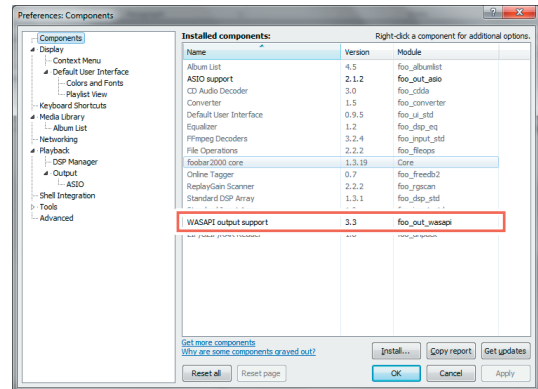 Preferences: Components
Components
Display
Context Menu
Default User Interface
Colors and Fonts
Playlist View
Keyboard Shortcuts
Media Library
Album List
Networking
Playback
DSP Manager
Output
ASIO
Shell Integration
Tools
Advanced
Installed components: Right-click a component for additional options.
Name Version Module
Album List 4.5 foo_albumlist
ASIO support 2.1.2 foo_out_asio
CD Audio Decoder 3.0 foo_cdda
Converter 1.5 foo_converter
Default User Interface 0.9.5 foo_ui_std
Equalizer 1.2 foo_dsp_eq
FFmpeg Decoders 3.2.4 foo_input_std
File Operations 2.2.2 foo_fileops
foobar2000 core 1.3.19 Core
Online Tagger 0.7 foo_freedb2
ReplayGain Scanner 2.2.2 foo_rgscan
Standard DSP Array 1.3.1 foo_dsp_std
WASAPI output support 3.3 foo_out_wasapi
Get more components
Why are some components grayed out?
Install... Copy report Get updates
Reset all Reset page OK Cancel Apply